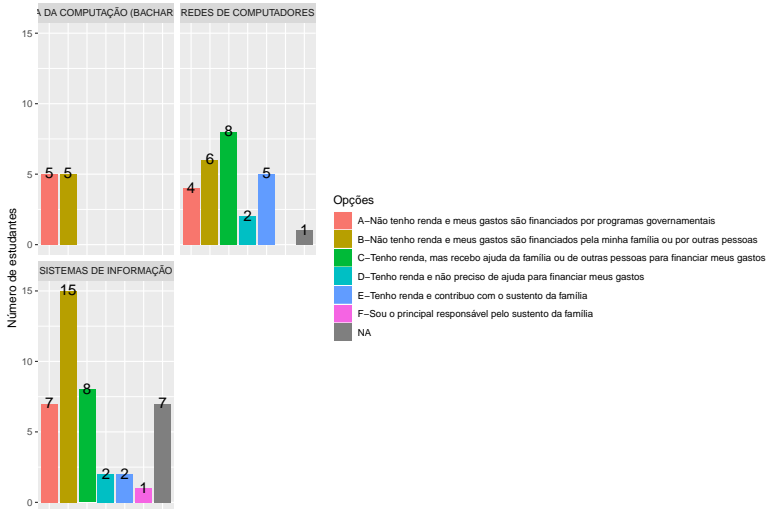 A DA COMPUTAÇÃO (BACHAR
REDES DE COMPUTADORES
15
10
5
0
5
5
4
6
8
2
5
1
SISTEMAS DE INFORMAÇÃO
15
10
5
0
7
15
8
2
2
1
7
Número de estudantes
Opções
A−Não tenho renda e meus gastos são financiados por programas governamentais
B−Não tenho renda e meus gastos são financiados pela minha família ou por outras pessoas
C−Tenho renda, mas recebo ajuda da família ou de outras pessoas para financiar meus gastos
D−Tenho renda e não preciso de ajuda para financiar meus gastos
E−Tenho renda e contribuo com o sustento da família
F−Sou o principal responsável pelo sustento da família
NA